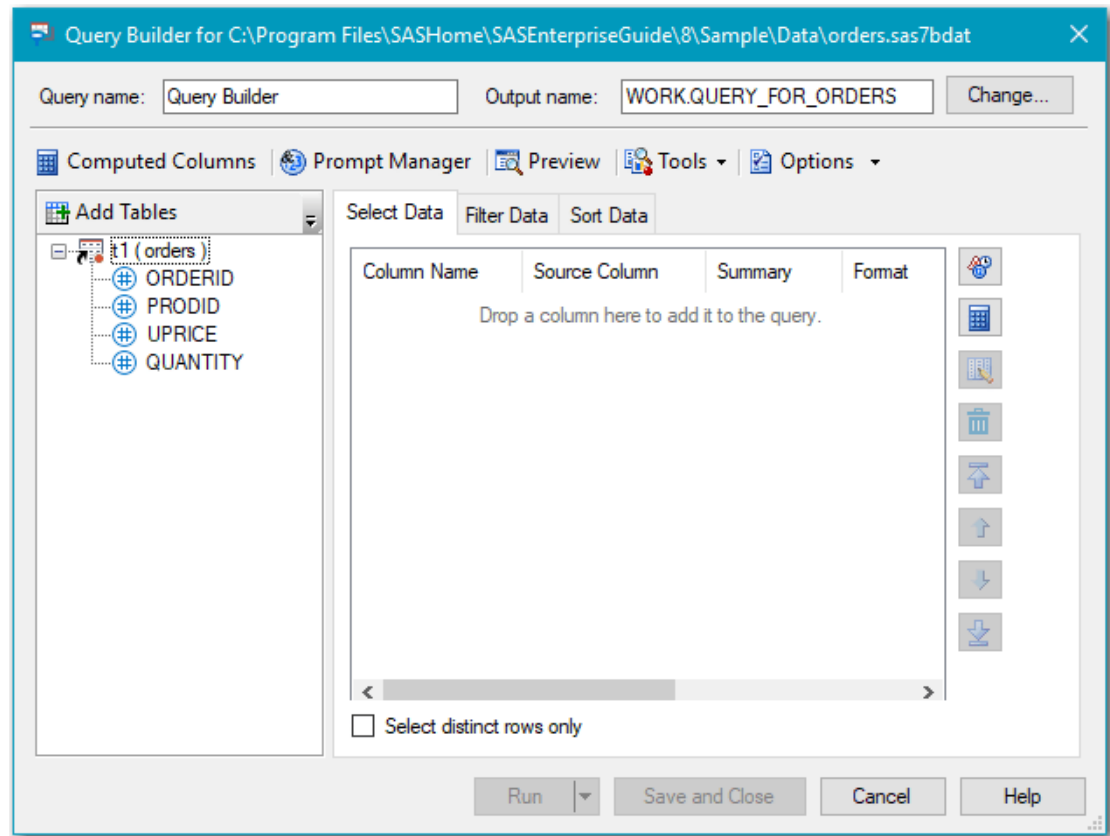 Query Builder for C:\Program Files\SASHome\SASEnterpriseGuide\8\Sample\Data\orders.sas7bdat
Query name: Query Builder Output name: WORK.QUERY_FOR_ORDERS Change...
Computed Columns Prompt Manager Preview Tools Options
Add Tables
t1 ( orders )
ORDERID
PRODID
UPRICE
QUANTITY
Select Data Filter Data Sort Data
Column Name Source Column Summary Format
Drop a column here to add it to the query.
Select distinct rows only
Run Save and Close Cancel Help